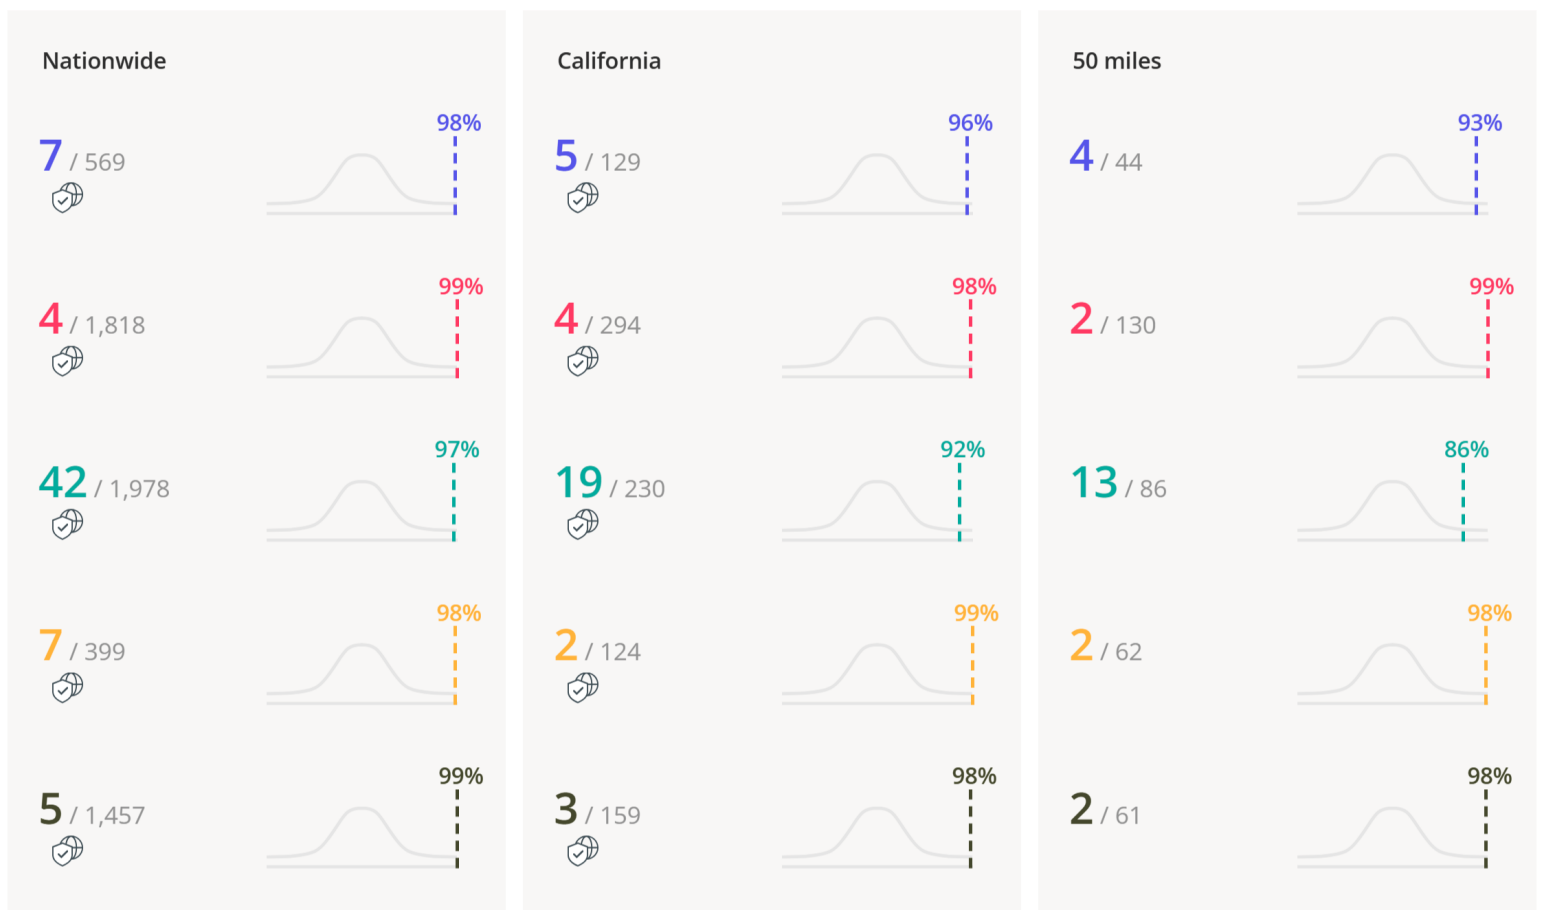 Nationwide
98%
7 / 569
99%
4 / 1,818
97%
42 / 1,978
98%
7 / 399
99%
5 / 1,457
California
96%
5 / 129
98%
4 / 294
92%
19 / 230
99%
2 / 124
98%
3 / 159
50 miles
93%
4 / 44
99%
2 / 130
86%
13 / 86
98%
2 / 62
98%
2 / 61